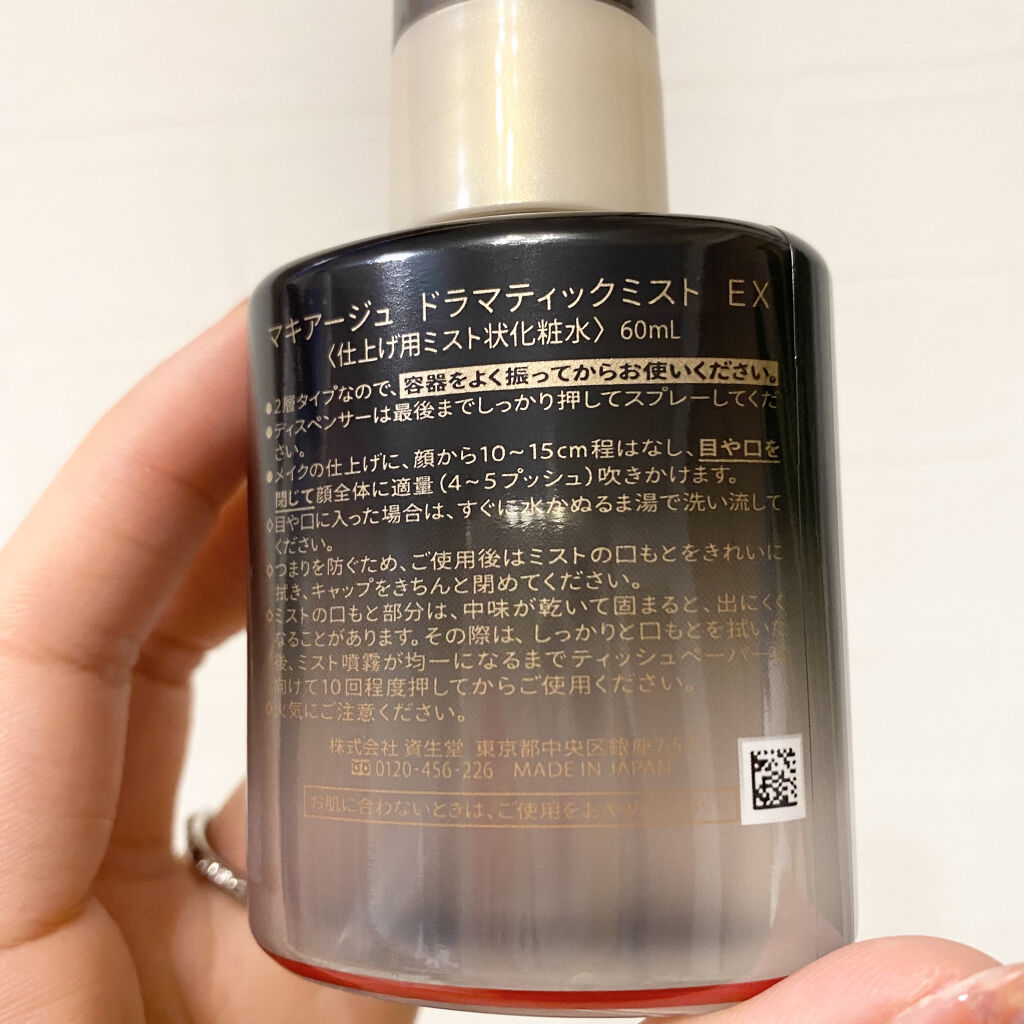 マキアージュ ドラマティックミスト EX
〈仕上げ用ミスト状化粧水〉 60mL
●2層タイプなので、容器をよく振ってからお使いください。
●ディスペンサーは最後までしっかり押してスプレーしてくだ
さい。
●メイクの仕上げに、顔から10～15cm程はなし、目や口を
閉じて顔全体に適量（4～5プッシュ）吹きかけます。
◇目や口に入った場合は、すぐに水かぬるま湯で洗い流して
ください。
◇つまりを防ぐため、ご使用後はミストの口もとをきれいに
拭き、キャップをきちんと閉めてください。
◇ミストの口もと部分は、中味が乾いて固まると、出にくく
なることがあります。その際は、しっかりと口もとを拭いた
後、ミスト噴霧が均一になるまでティッシュペーパー
向けて10回程度押してからご使用ください。
◇火気にご注意ください。
株式会社 資生堂 東京都中央区銀座7-5-
0120-456-226 MADE IN JAPAN
お肌に合わないときは、ご使用をおやめ